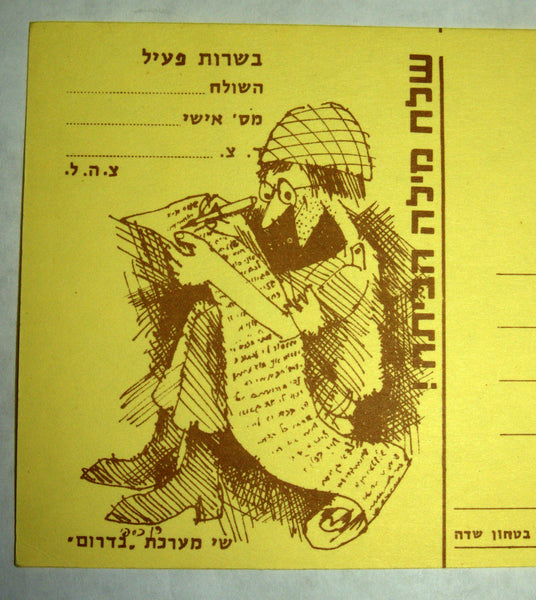 בשרות פעיל
השולח
מס' אישי
ד. צ.
צ. ה. ל.
שלח מילה הביתה!
שי מערכת „בדרום"
בטחון שדה